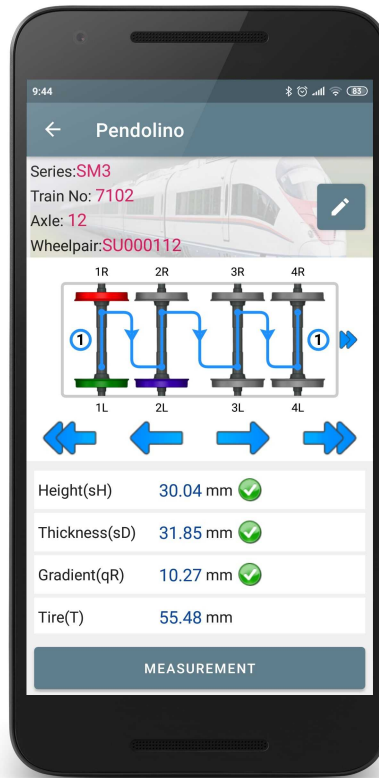 9:44
83
Pendolino
Series:SM3
Train No: 7102
Axle: 12
Wheelpair:SU000112
1R 2R 3R 4R
1 1
1L 2L 3L 4L
Height(sH) 30.04 mm
Thickness(sD) 31.85 mm
Gradient(qR) 10.27 mm
Tire(T) 55.48 mm
MEASUREMENT